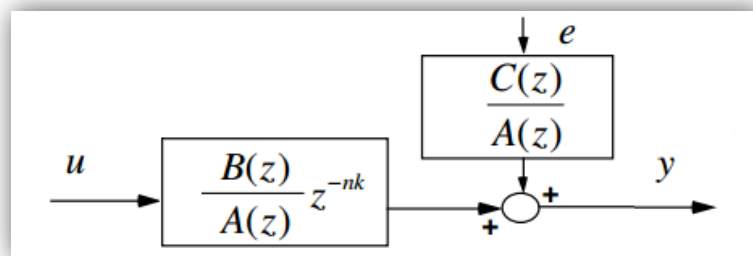 e
C(z)
A(z)
u
B(z)
A(z)
z^{-nk}
y
+
+